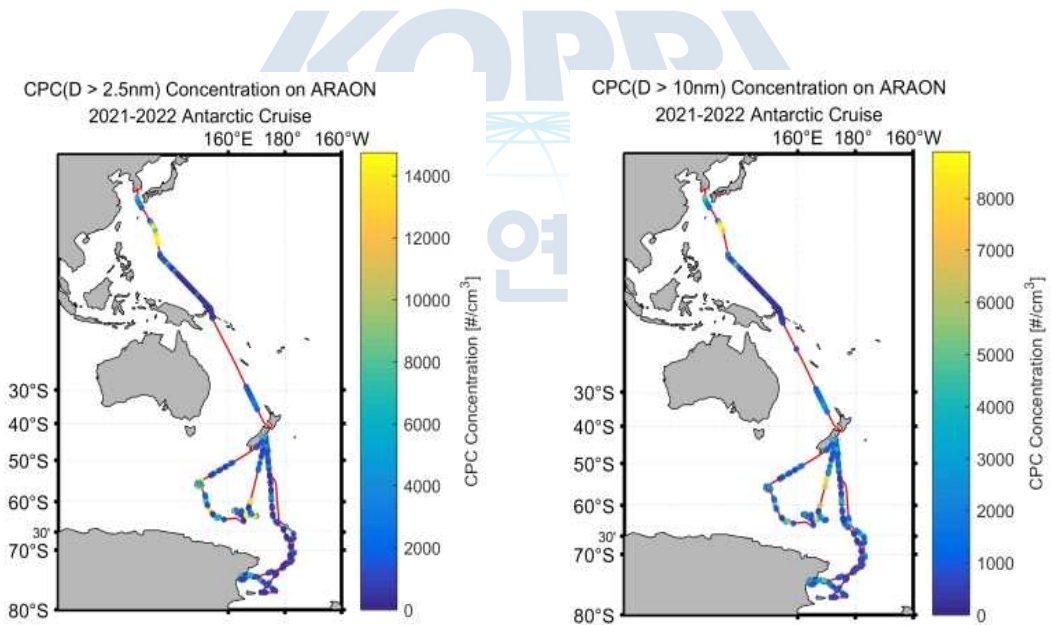 KOPRI
CPC(D > 2.5nm) Concentration on ARAON
2021-2022 Antarctic Cruise
160°E 180° 160°W
14000
12000
10000
8000
6000
4000
2000
0
CPC Concentration [#/cm³]
30°S
40°S
50°S
60°S
30'
70°S
80°S
CPC(D > 10nm) Concentration on ARAON
2021-2022 Antarctic Cruise
160°E 180° 160°W
8000
7000
6000
5000
4000
3000
2000
1000
0
CPC Concentration [#/cm³]
30°S
40°S
50°S
60°S
30'
70°S
80°S